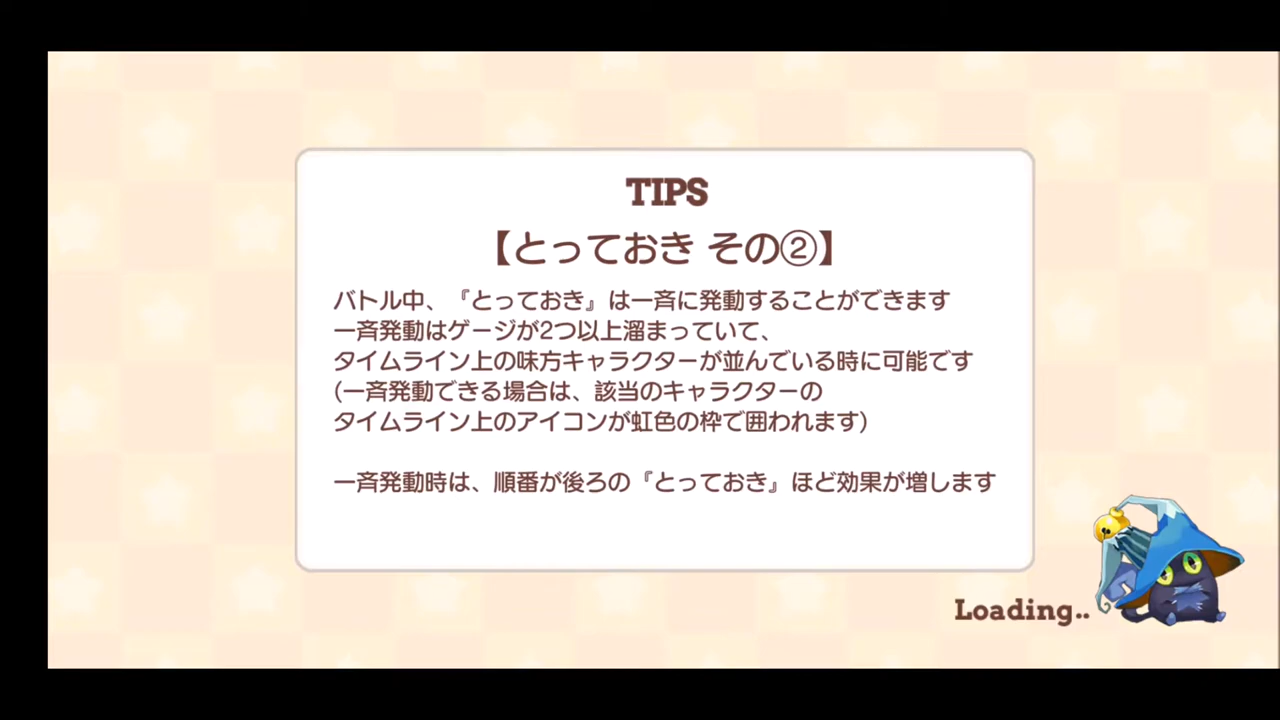 TIPS
【とっておき その②】
バトル中、『とっておき』は一斉に発動することができます
一斉発動はゲージが2つ以上溜まっていて、
タイムライン上の味方キャラクターが並んでいる時に可能です
(一斉発動できる場合は、該当のキャラクターの
タイムライン上のアイコンが虹色の枠で囲われます)
一斉発動時は、順番が後ろの『とっておき』ほど効果が増します
Loading..